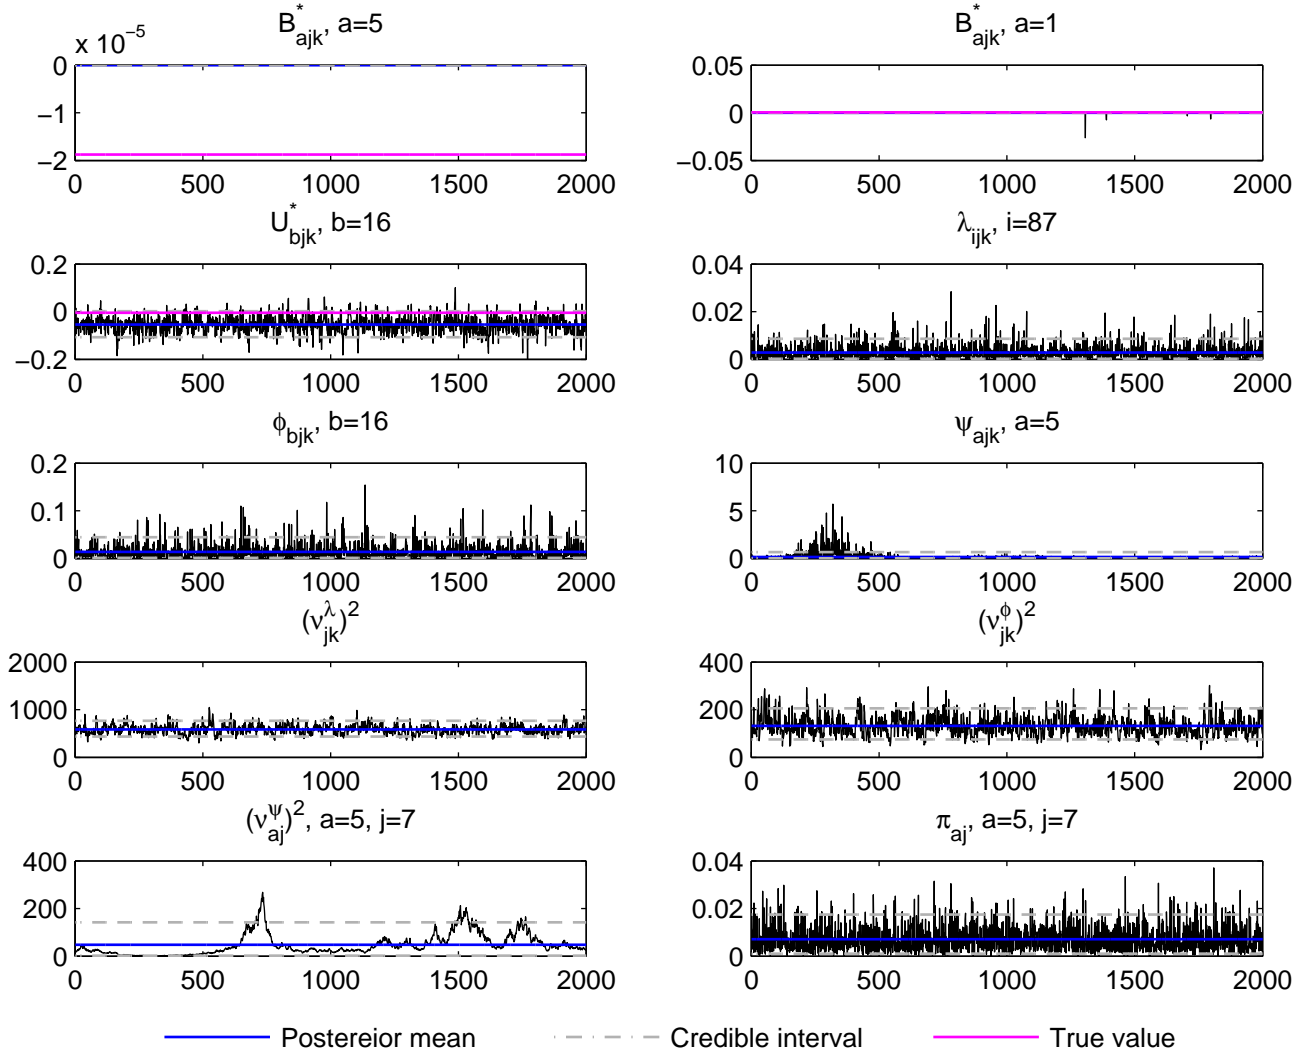 B*ajk, a=5
x 10−5
0
−1
−2
0 500 1000 1500 2000
B*ajk, a=1
0.05
0
−0.05
0 500 1000 1500 2000
U*bjk, b=16
0.2
0
−0.2
0 500 1000 1500 2000
λijk, i=87
0.04
0.02
0
0 500 1000 1500 2000
ϕbjk, b=16
0.2
0.1
0
0 500 1000 1500 2000
ψajk, a=5
10
5
0
0 500 1000 1500 2000
(νλjk)2
2000
1000
0
0 500 1000 1500 2000
(νϕjk)2
400
200
0
0 500 1000 1500 2000
(νψaj)2, a=5, j=7
400
200
0
0 500 1000 1500 2000
πaj, a=5, j=7
0.04
0.02
0
0 500 1000 1500 2000
Postereior mean Credible interval True value